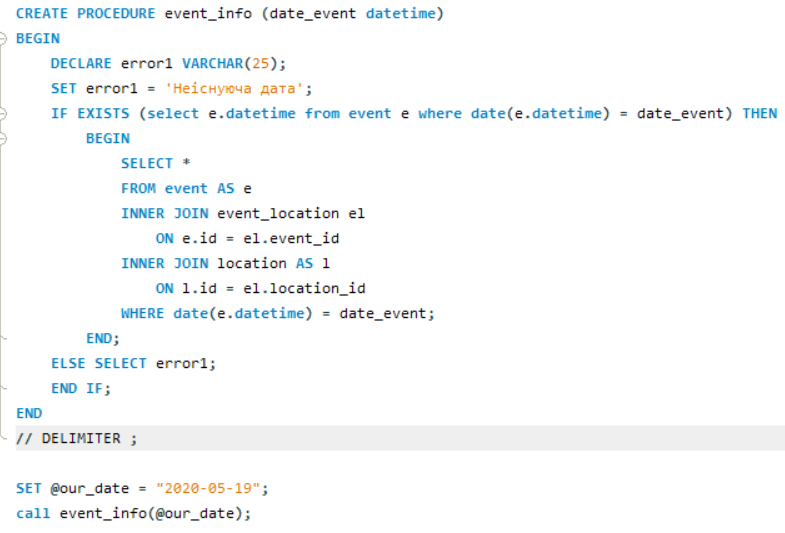 CREATE PROCEDURE event_info (date_event datetime)
BEGIN
DECLARE error1 VARCHAR(25);
SET error1 = 'Неіснуюча дата';
IF EXISTS (select e.datetime from event e where date(e.datetime) = date_event) THEN
BEGIN
SELECT *
FROM event AS e
INNER JOIN event_location el
ON e.id = el.event_id
INNER JOIN location AS l
ON l.id = el.location_id
WHERE date(e.datetime) = date_event;
END;
ELSE SELECT error1;
END IF;
END
// DELIMITER ;
SET @our_date = "2020-05-19";
call event_info(@our_date);